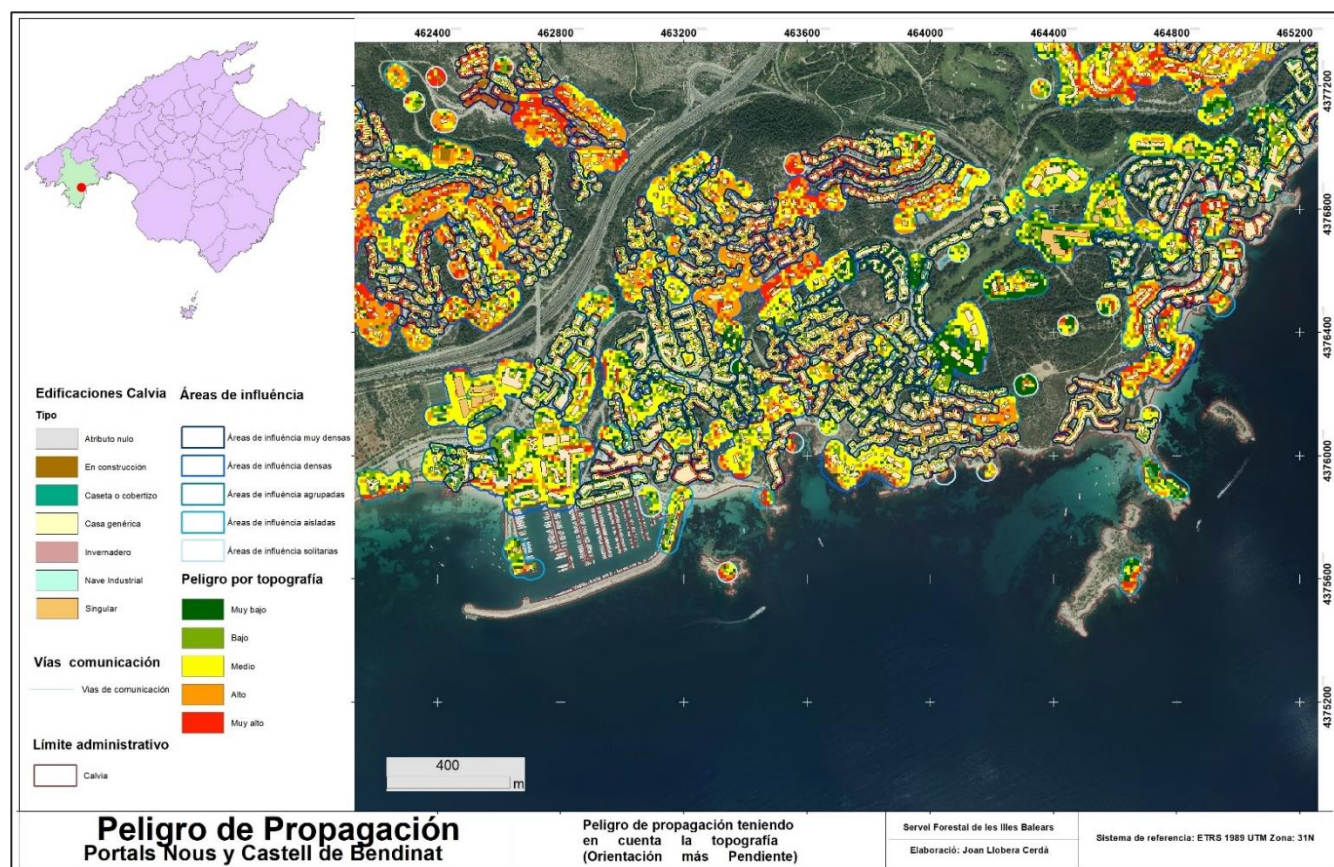 462400 462800 463200 463600 464000 464400 464800 465200
4377200
4376800
4376400
4376000
4375600
4375200
Edificaciones Calvia
Tipo
Atributo nulo
En construcción
Caseta o cobertizo
Casa genérica
Invernadero
Nave Industrial
Singular
Vías comunicación
Vias de comunicación
Límite administrativo
Calvia
Áreas de influéncia
Áreas de influéncia muy densas
Áreas de influéncia densas
Áreas de influéncia agrupadas
Áreas de influéncia aisladas
Áreas de influéncia solitarias
Peligro por topografía
Muy bajo
Bajo
Medio
Alto
Muy alto
400
m
Peligro de Propagación
Portals Nous y Castell de Bendinat
Peligro de propagación teniendo
en cuenta la topografía
(Orientación más Pendiente)
Servei Forestal de les Illes Balears
Elaboració: Joan Llobera Cerdà
Sistema de referencia: ETRS 1989 UTM Zona: 31N